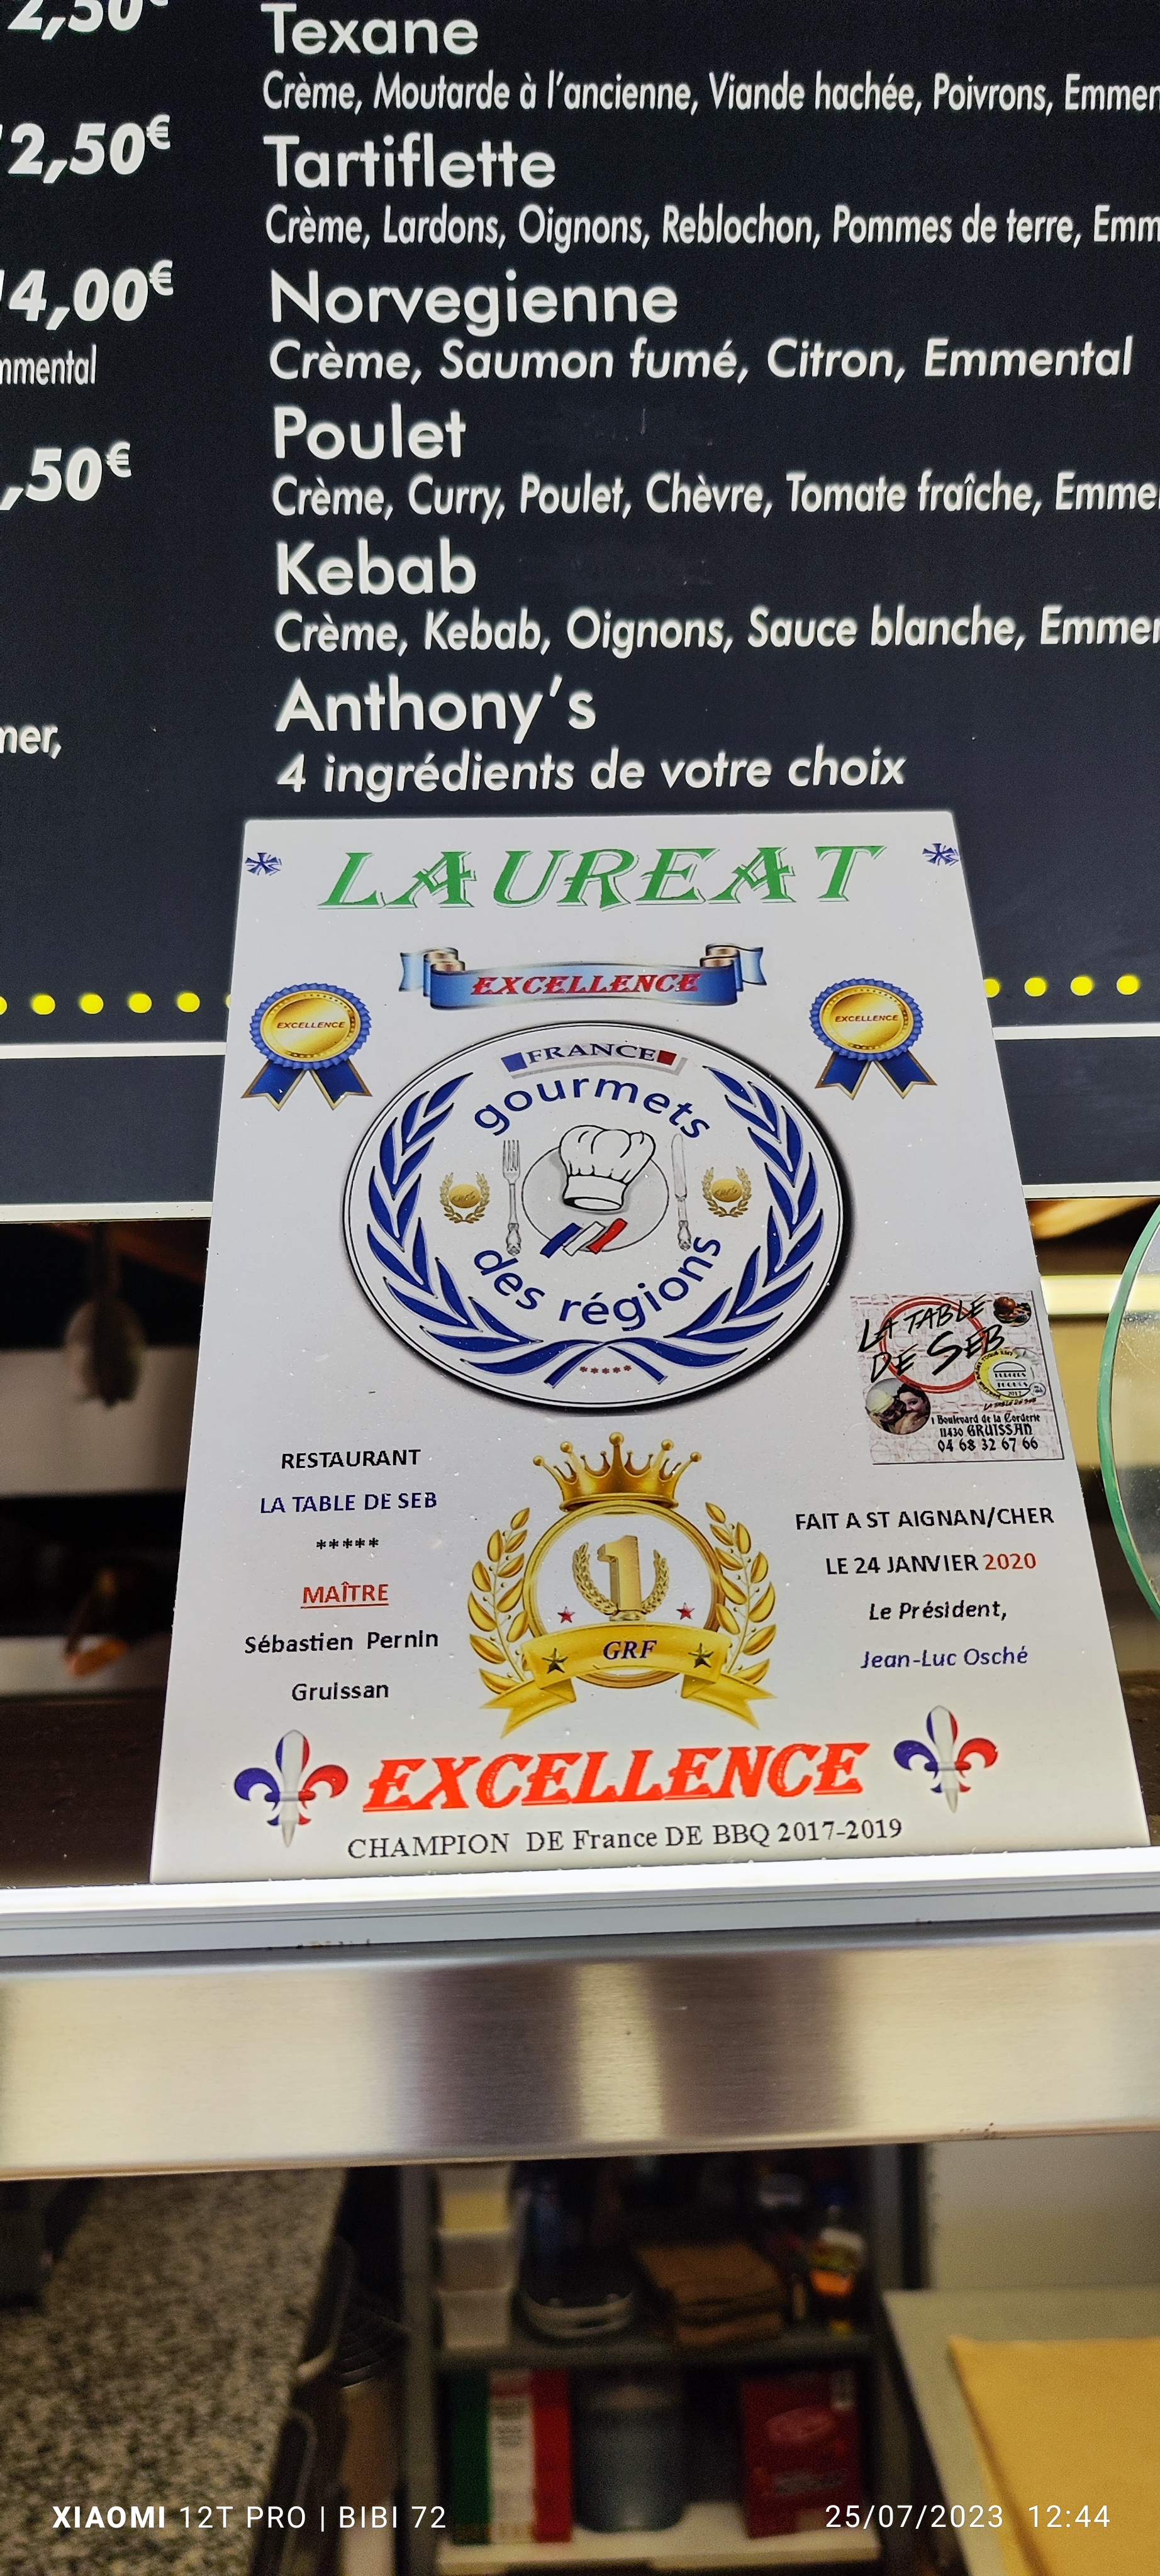 2,50€
2,50€
4,00€
mmental
,50€
mer,
Texane
Crème, Moutarde à l'ancienne, Viande hachée, Poivrons, Emmen
Tartiflette
Crème, Lardons, Oignons, Reblochon, Pommes de terre, Emm
Norvegienne
Crème, Saumon fumé, Citron, Emmental
Poulet
Crème, Curry, Poulet, Chèvre, Tomate fraîche, Emme
Kebab
Crème, Kebab, Oignons, Sauce blanche, Emmen
Anthony's
4 ingrédients de votre choix
* LAUREAT *
EXCELLENCE
EXCELLENCE
EXCELLENCE
FRANCE
gourmets
des régions
*****
LA TABLE
DE SEB
1 Boulevard de la Corderie
11430 GRUISSAN
04 68 32 67 66
RESTAURANT
LA TABLE DE SEB
*****
MAÎTRE
Sébastien Pernin
Gruissan
1
GRF
FAIT A ST AIGNAN/CHER
LE 24 JANVIER 2020
Le Président,
Jean-Luc Osché
EXCELLENCE
CHAMPION DE France DE BBQ 2017-2019
XIAOMI 12T PRO | BIBI 72
25/07/2023 12:44